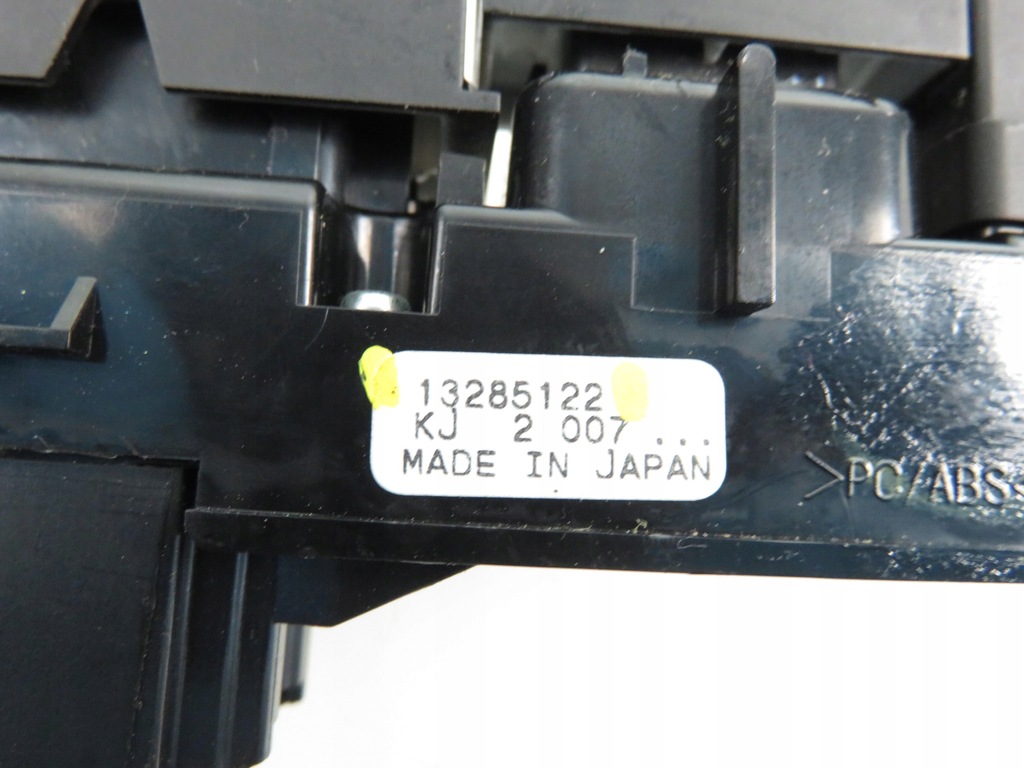 13285122
KJ 2 007 ...
MADE IN JAPAN
>PC/ABS<